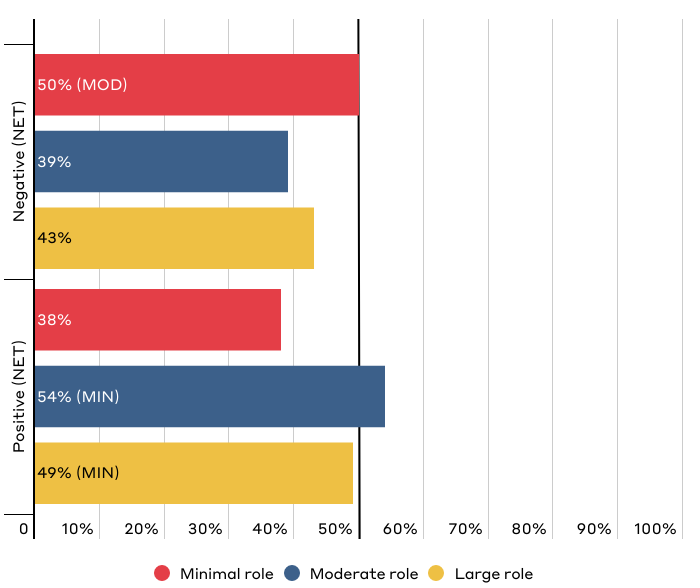 Negative (NET)
50% (MOD)
39%
43%
Positive (NET)
38%
54% (MIN)
49% (MIN)
0 10% 20% 30% 40% 50% 60% 70% 80% 90% 100%
Minimal role Moderate role Large role